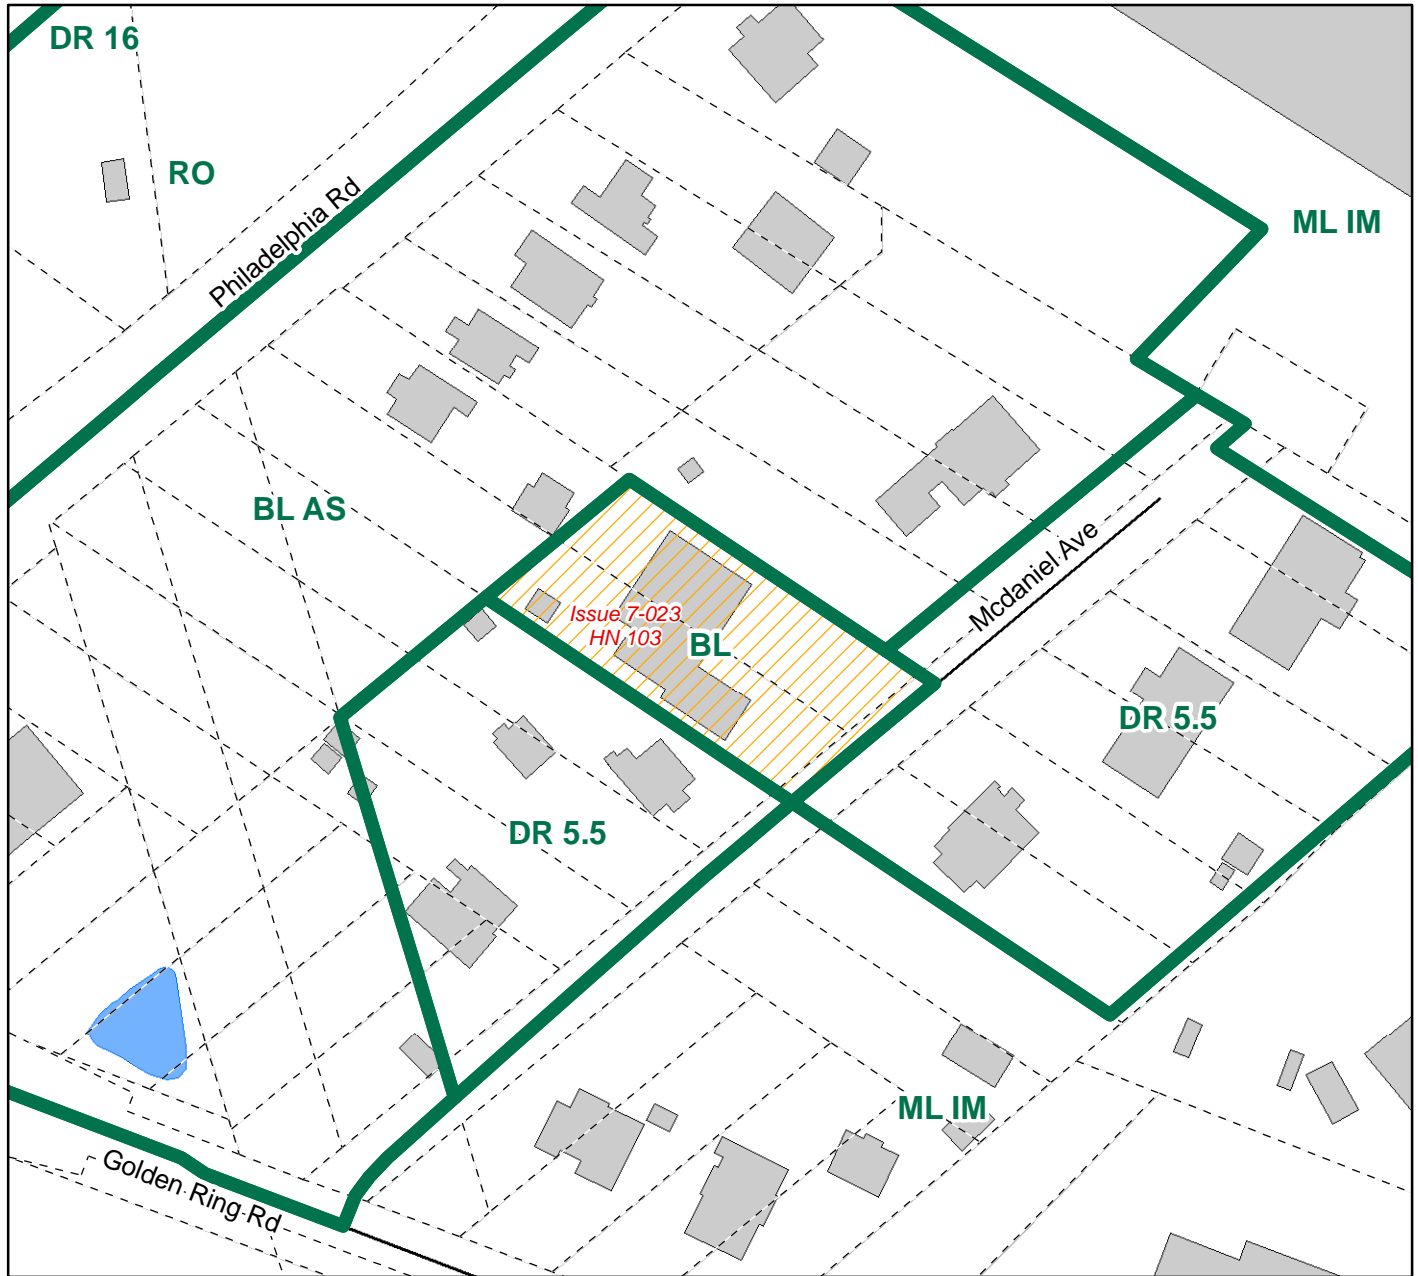 DR 16
RO
Philadelphia Rd
ML IM
BL AS
Issue 7-023
HN 103
BL
Mcdaniel Ave
DR 5.5
DR 5.5
ML IM
Golden Ring Rd